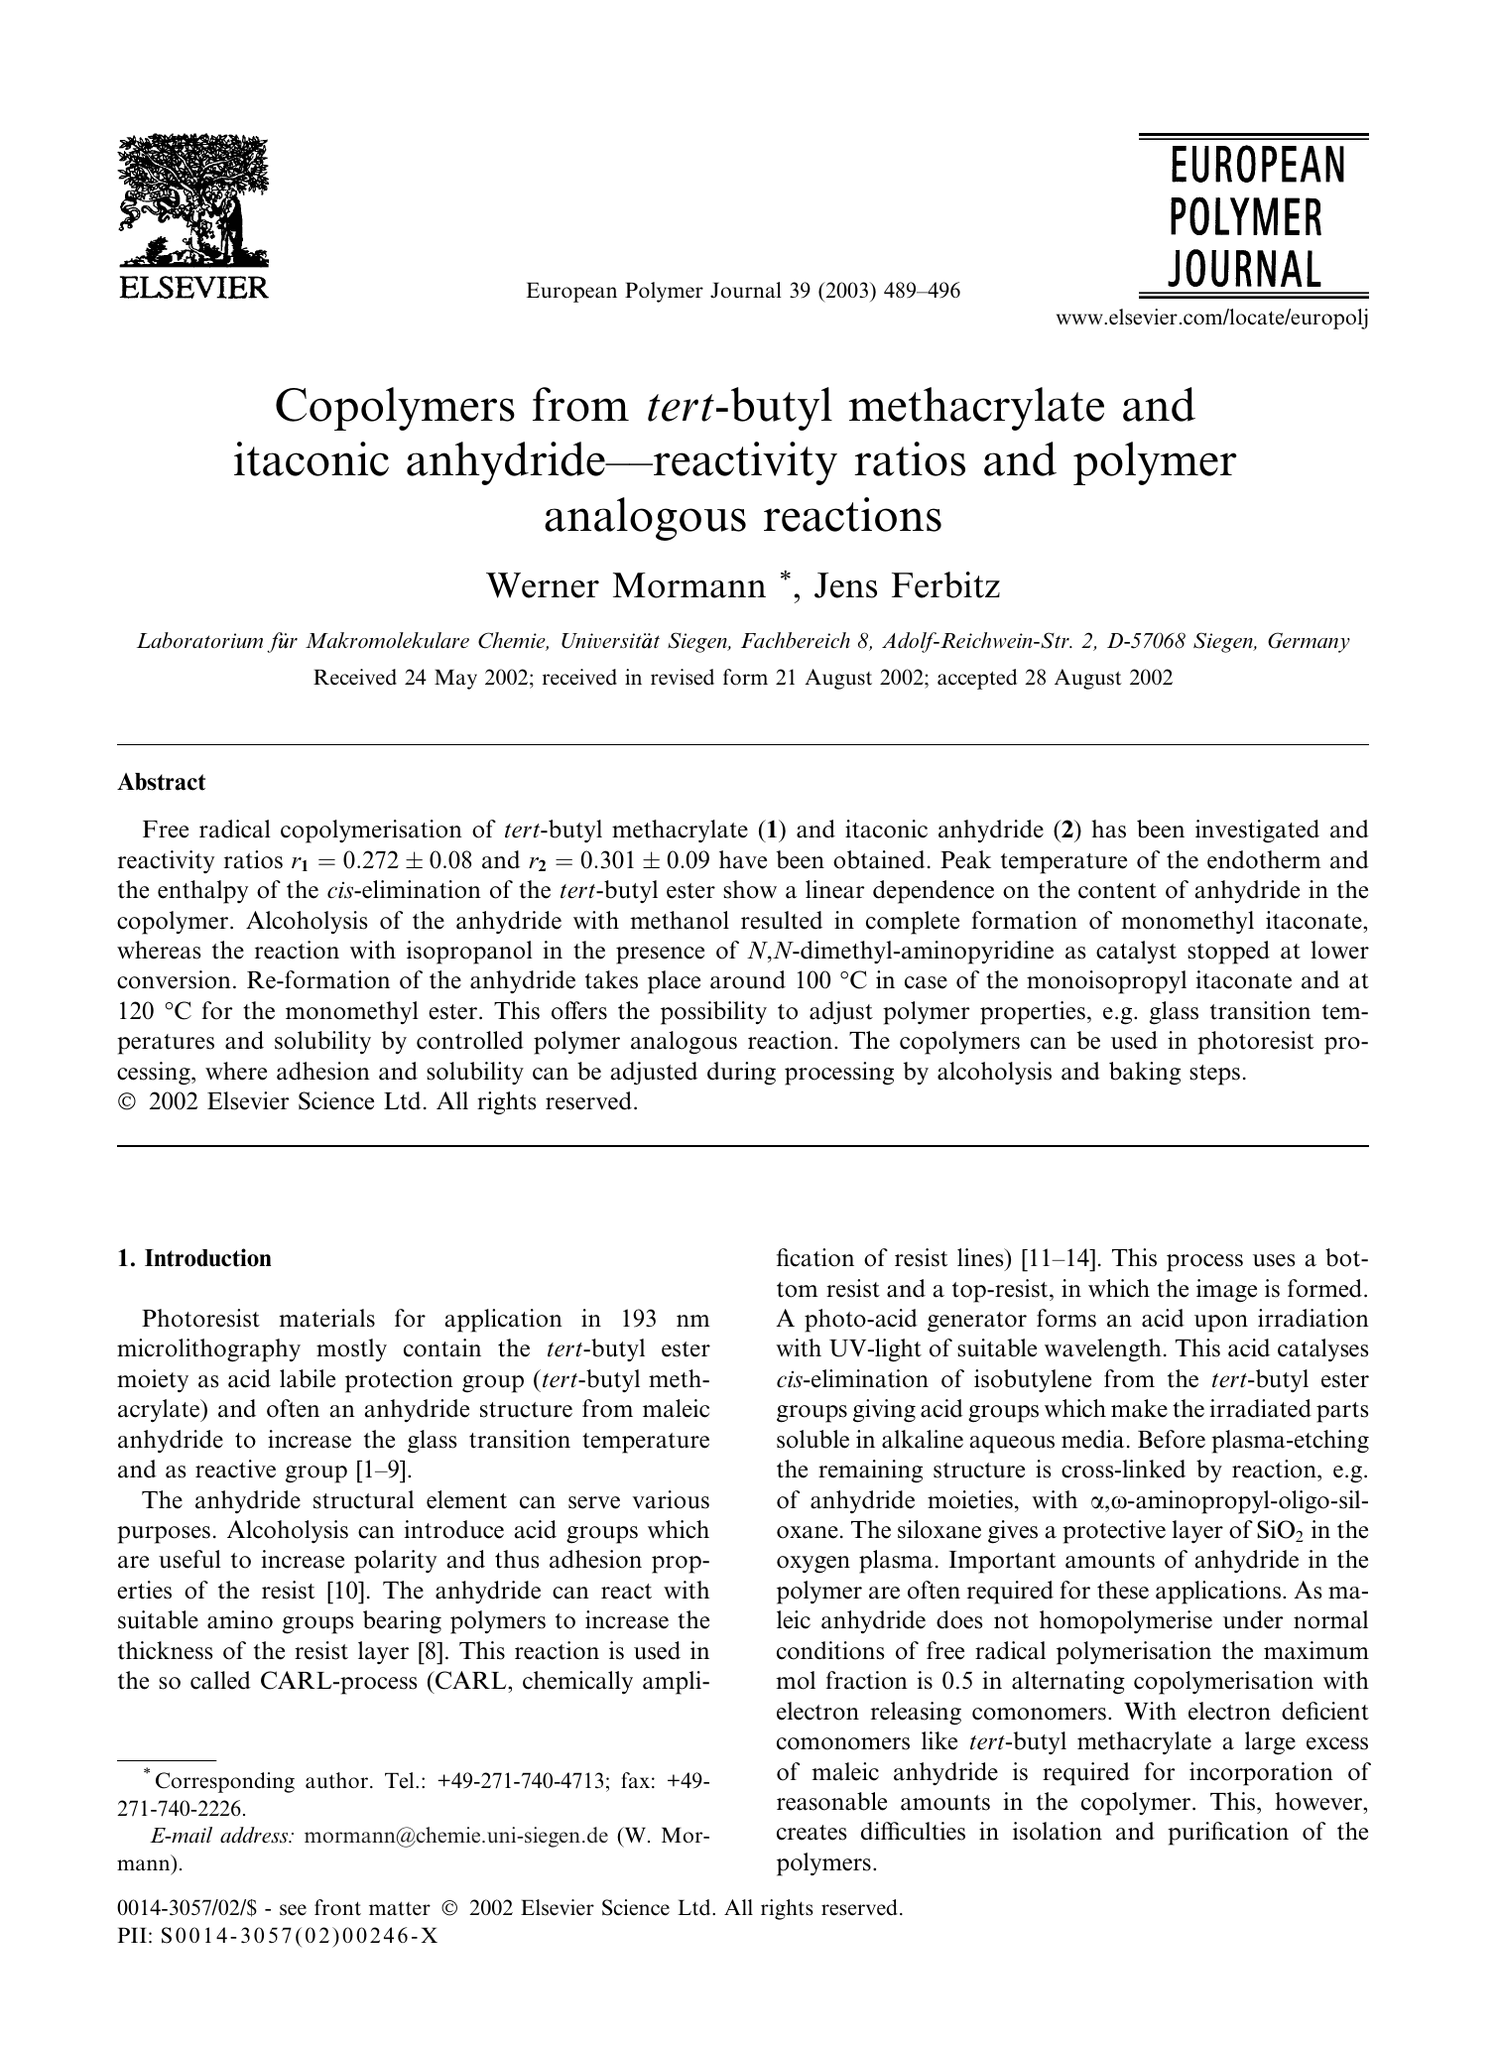 ELSEVIER
European Polymer Journal 39 (2003) 489–496
EUROPEAN
POLYMER
JOURNAL
www.elsevier.com/locate/europolj
Copolymers from tert-butyl methacrylate and
itaconic anhydride—reactivity ratios and polymer
analogous reactions
Werner Mormann *, Jens Ferbitz
Laboratorium für Makromolekulare Chemie, Universität Siegen, Fachbereich 8, Adolf-Reichwein-Str. 2, D-57068 Siegen, Germany
Received 24 May 2002; received in revised form 21 August 2002; accepted 28 August 2002
Abstract
Free radical copolymerisation of tert-butyl methacrylate (1) and itaconic anhydride (2) has been investigated and
reactivity ratios r₁ = 0.272 ± 0.08 and r₂ = 0.301 ± 0.09 have been obtained. Peak temperature of the endotherm and
the enthalpy of the cis-elimination of the tert-butyl ester show a linear dependence on the content of anhydride in the
copolymer. Alcoholysis of the anhydride with methanol resulted in complete formation of monomethyl itaconate,
whereas the reaction with isopropanol in the presence of N,N-dimethyl-aminopyridine as catalyst stopped at lower
conversion. Re-formation of the anhydride takes place around 100 °C in case of the monoisopropyl itaconate and at
120 °C for the monomethyl ester. This offers the possibility to adjust polymer properties, e.g. glass transition tem-
peratures and solubility by controlled polymer analogous reaction. The copolymers can be used in photoresist pro-
cessing, where adhesion and solubility can be adjusted during processing by alcoholysis and baking steps.
© 2002 Elsevier Science Ltd. All rights reserved.
1. Introduction
Photoresist materials for application in 193 nm
microlithography mostly contain the tert-butyl ester
moiety as acid labile protection group (tert-butyl meth-
acrylate) and often an anhydride structure from maleic
anhydride to increase the glass transition temperature
and as reactive group [1–9].
The anhydride structural element can serve various
purposes. Alcoholysis can introduce acid groups which
are useful to increase polarity and thus adhesion prop-
erties of the resist [10]. The anhydride can react with
suitable amino groups bearing polymers to increase the
thickness of the resist layer [8]. This reaction is used in
the so called CARL-process (CARL, chemically ampli-
* Corresponding author. Tel.: +49-271-740-4713; fax: +49-
271-740-2226.
E-mail address: mormann@chemie.uni-siegen.de (W. Mor-
mann).
fication of resist lines) [11–14]. This process uses a bot-
tom resist and a top-resist, in which the image is formed.
A photo-acid generator forms an acid upon irradiation
with UV-light of suitable wavelength. This acid catalyses
cis-elimination of isobutylene from the tert-butyl ester
groups giving acid groups which make the irradiated parts
soluble in alkaline aqueous media. Before plasma-etching
the remaining structure is cross-linked by reaction, e.g.
of anhydride moieties, with α,ω-aminopropyl-oligo-sil-
oxane. The siloxane gives a protective layer of SiO₂ in the
oxygen plasma. Important amounts of anhydride in the
polymer are often required for these applications. As ma-
leic anhydride does not homopolymerise under normal
conditions of free radical polymerisation the maximum
mol fraction is 0.5 in alternating copolymerisation with
electron releasing comonomers. With electron deficient
comonomers like tert-butyl methacrylate a large excess
of maleic anhydride is required for incorporation of
reasonable amounts in the copolymer. This, however,
creates difficulties in isolation and purification of the
polymers.
0014-3057/02/$ - see front matter © 2002 Elsevier Science Ltd. All rights reserved.
PII: S0014-3057(02)00246-X